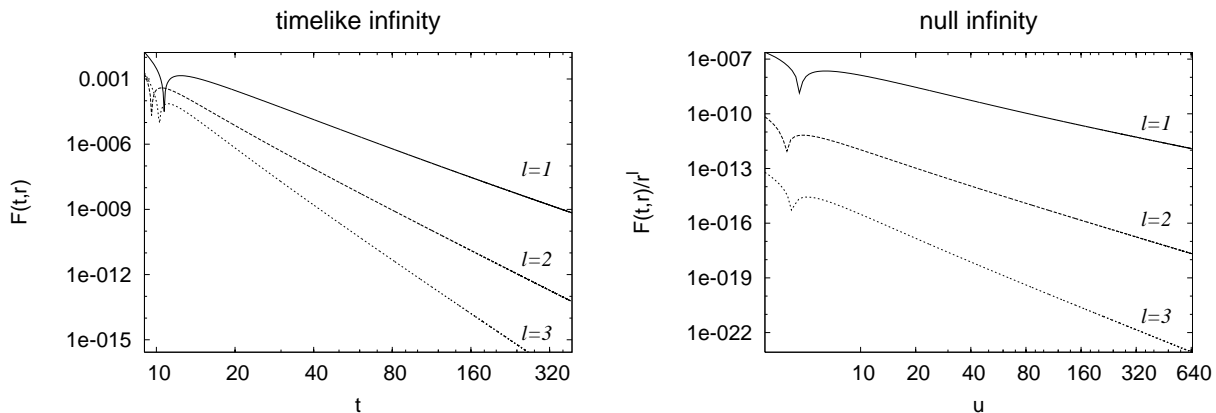 timelike infinity
0.001
1e-006
1e-009
1e-012
1e-015
F(t,r)
10 20 40 80 160 320
t
l=1
l=2
l=3
null infinity
1e-007
1e-010
1e-013
1e-016
1e-019
1e-022
F(t,r)/r^l
10 20 40 80 160 320 640
u
l=1
l=2
l=3